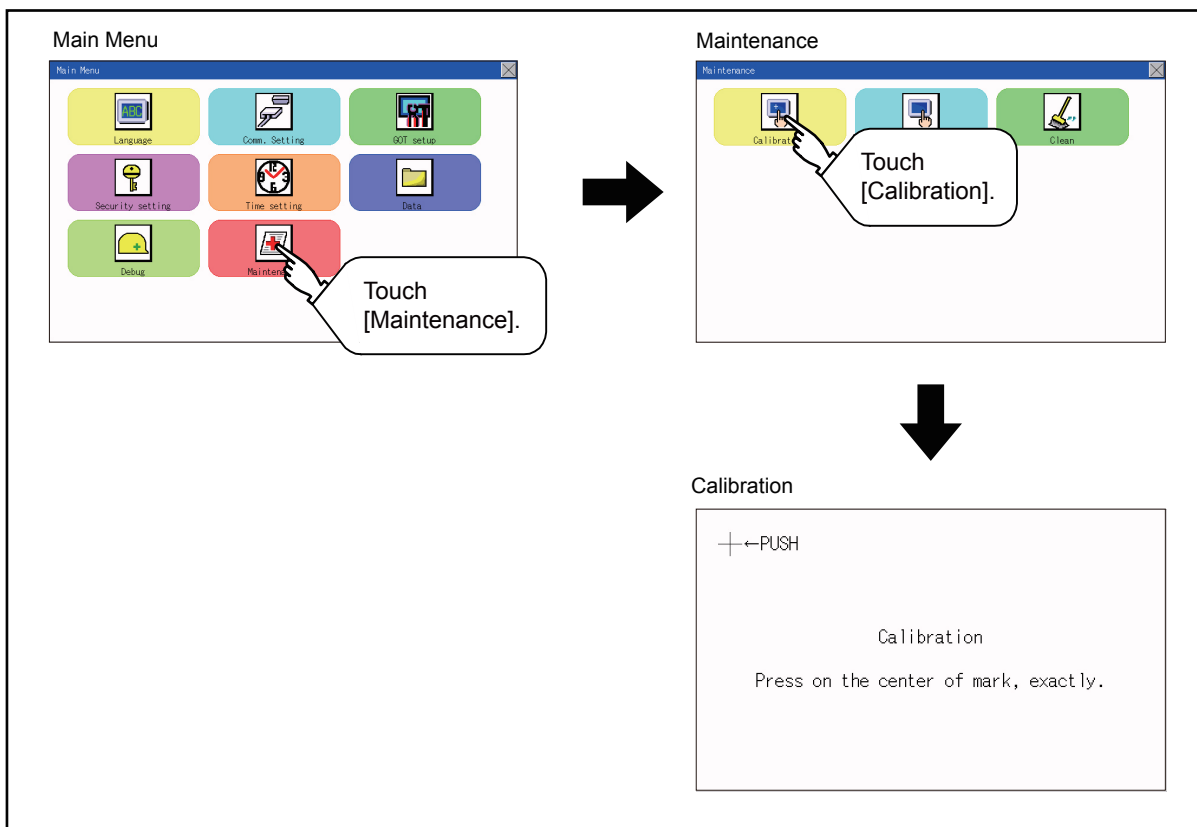 Main Menu
Main Menu
ABC
Language
Comm. Setting
GOT setup
Security setting
Time setting
Data
Debug
Touch
[Maintenance].
Maintenance
Maintenance
Clean
Touch
[Calibration].
Calibration
←PUSH
Calibration
Press on the center of mark, exactly.